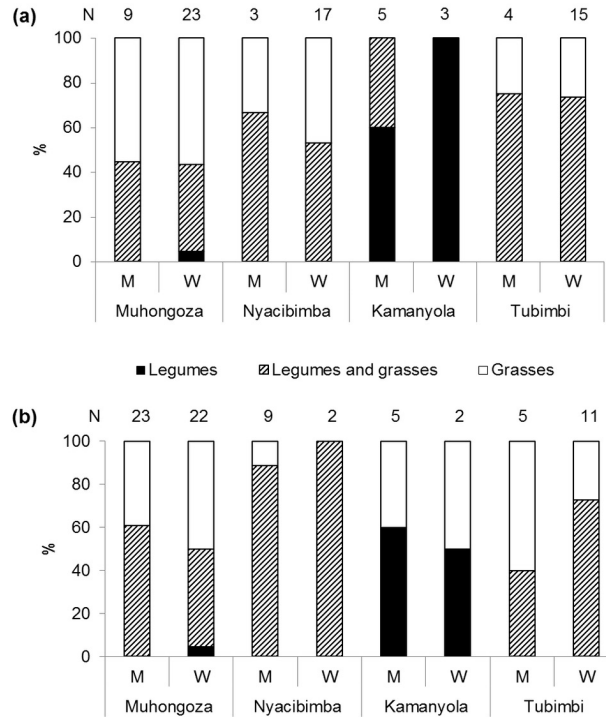 (a) N 9 23 3 17 5 3 4 15
100
80
60
%
40
20
0
M W M W M W M W
Muhongoza Nyacibimba Kamanyola Tubimbi
Legumes Legumes and grasses Grasses
(b) N 23 22 9 2 5 2 5 11
100
80
60
%
40
20
0
M W M W M W M W
Muhongoza Nyacibimba Kamanyola Tubimbi